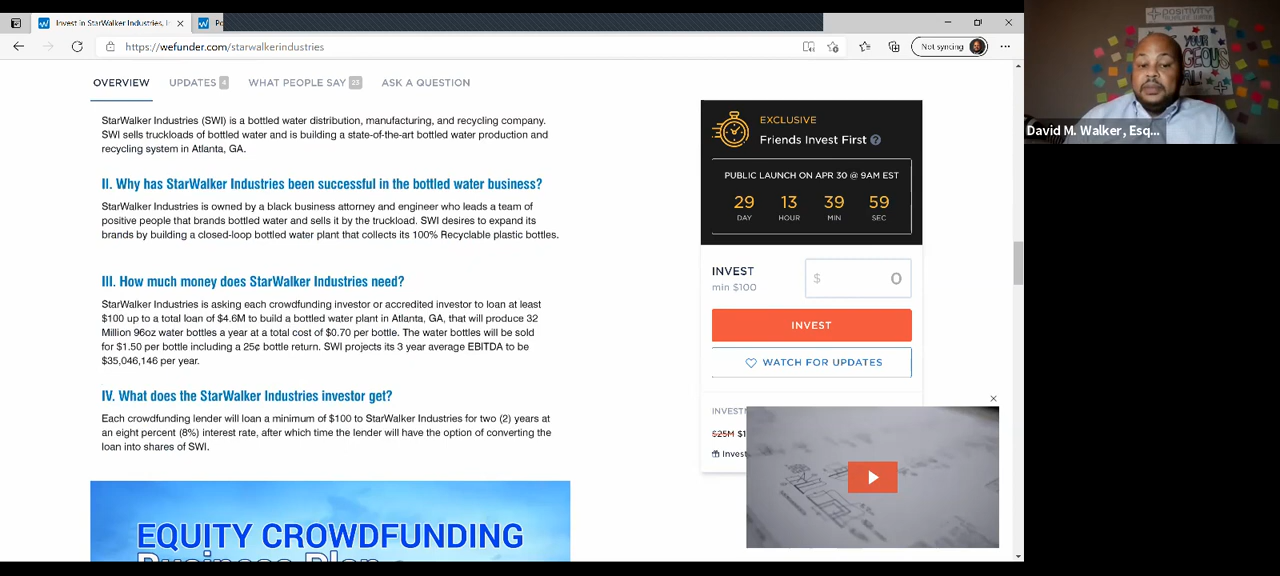 Invest in StarWalker Industries, I
https://wefunder.com/starwalkerindustries
Not syncing
OVERVIEW
UPDATES 4
WHAT PEOPLE SAY 23
ASK A QUESTION
StarWalker Industries (SWI) is a bottled water distribution, manufacturing, and recycling company.
SWI sells truckloads of bottled water and is building a state-of-the-art bottled water production and
recycling system in Atlanta, GA.
II. Why has StarWalker Industries been successful in the bottled water business?
StarWalker Industries is owned by a black business attorney and engineer who leads a team of
positive people that brands bottled water and sells it by the truckload. SWI desires to expand its
brands by building a closed-loop bottled water plant that collects its 100% Recyclable plastic bottles.
III. How much money does StarWalker Industries need?
StarWalker Industries is asking each crowdfunding investor or accredited investor to loan at least
$100 up to a total loan of $4.6M to build a bottled water plant in Atlanta, GA, that will produce 32
Million 96oz water bottles a year at a total cost of $0.70 per bottle. The water bottles will be sold
for $1.50 per bottle including a 25¢ bottle return. SWI projects its 3 year average EBITDA to be
$35,046,146 per year.
IV. What does the StarWalker Industries investor get?
Each crowdfunding lender will loan a minimum of $100 to StarWalker Industries for two (2) years at
an eight percent (8%) interest rate, after which time the lender will have the option of converting the
loan into shares of SWI.
EQUITY CROWDFUNDING
Business Plan
EXCLUSIVE
Friends Invest First ?
PUBLIC LAUNCH ON APR 30 @ 9AM EST
29 13 39 59
DAY HOUR MIN SEC
INVEST
min $100
$ 0
INVEST
WATCH FOR UPDATES
INVESTM
$25M $1
Invest
POSITIVITY
YOUR
David M. Walker, Esq...